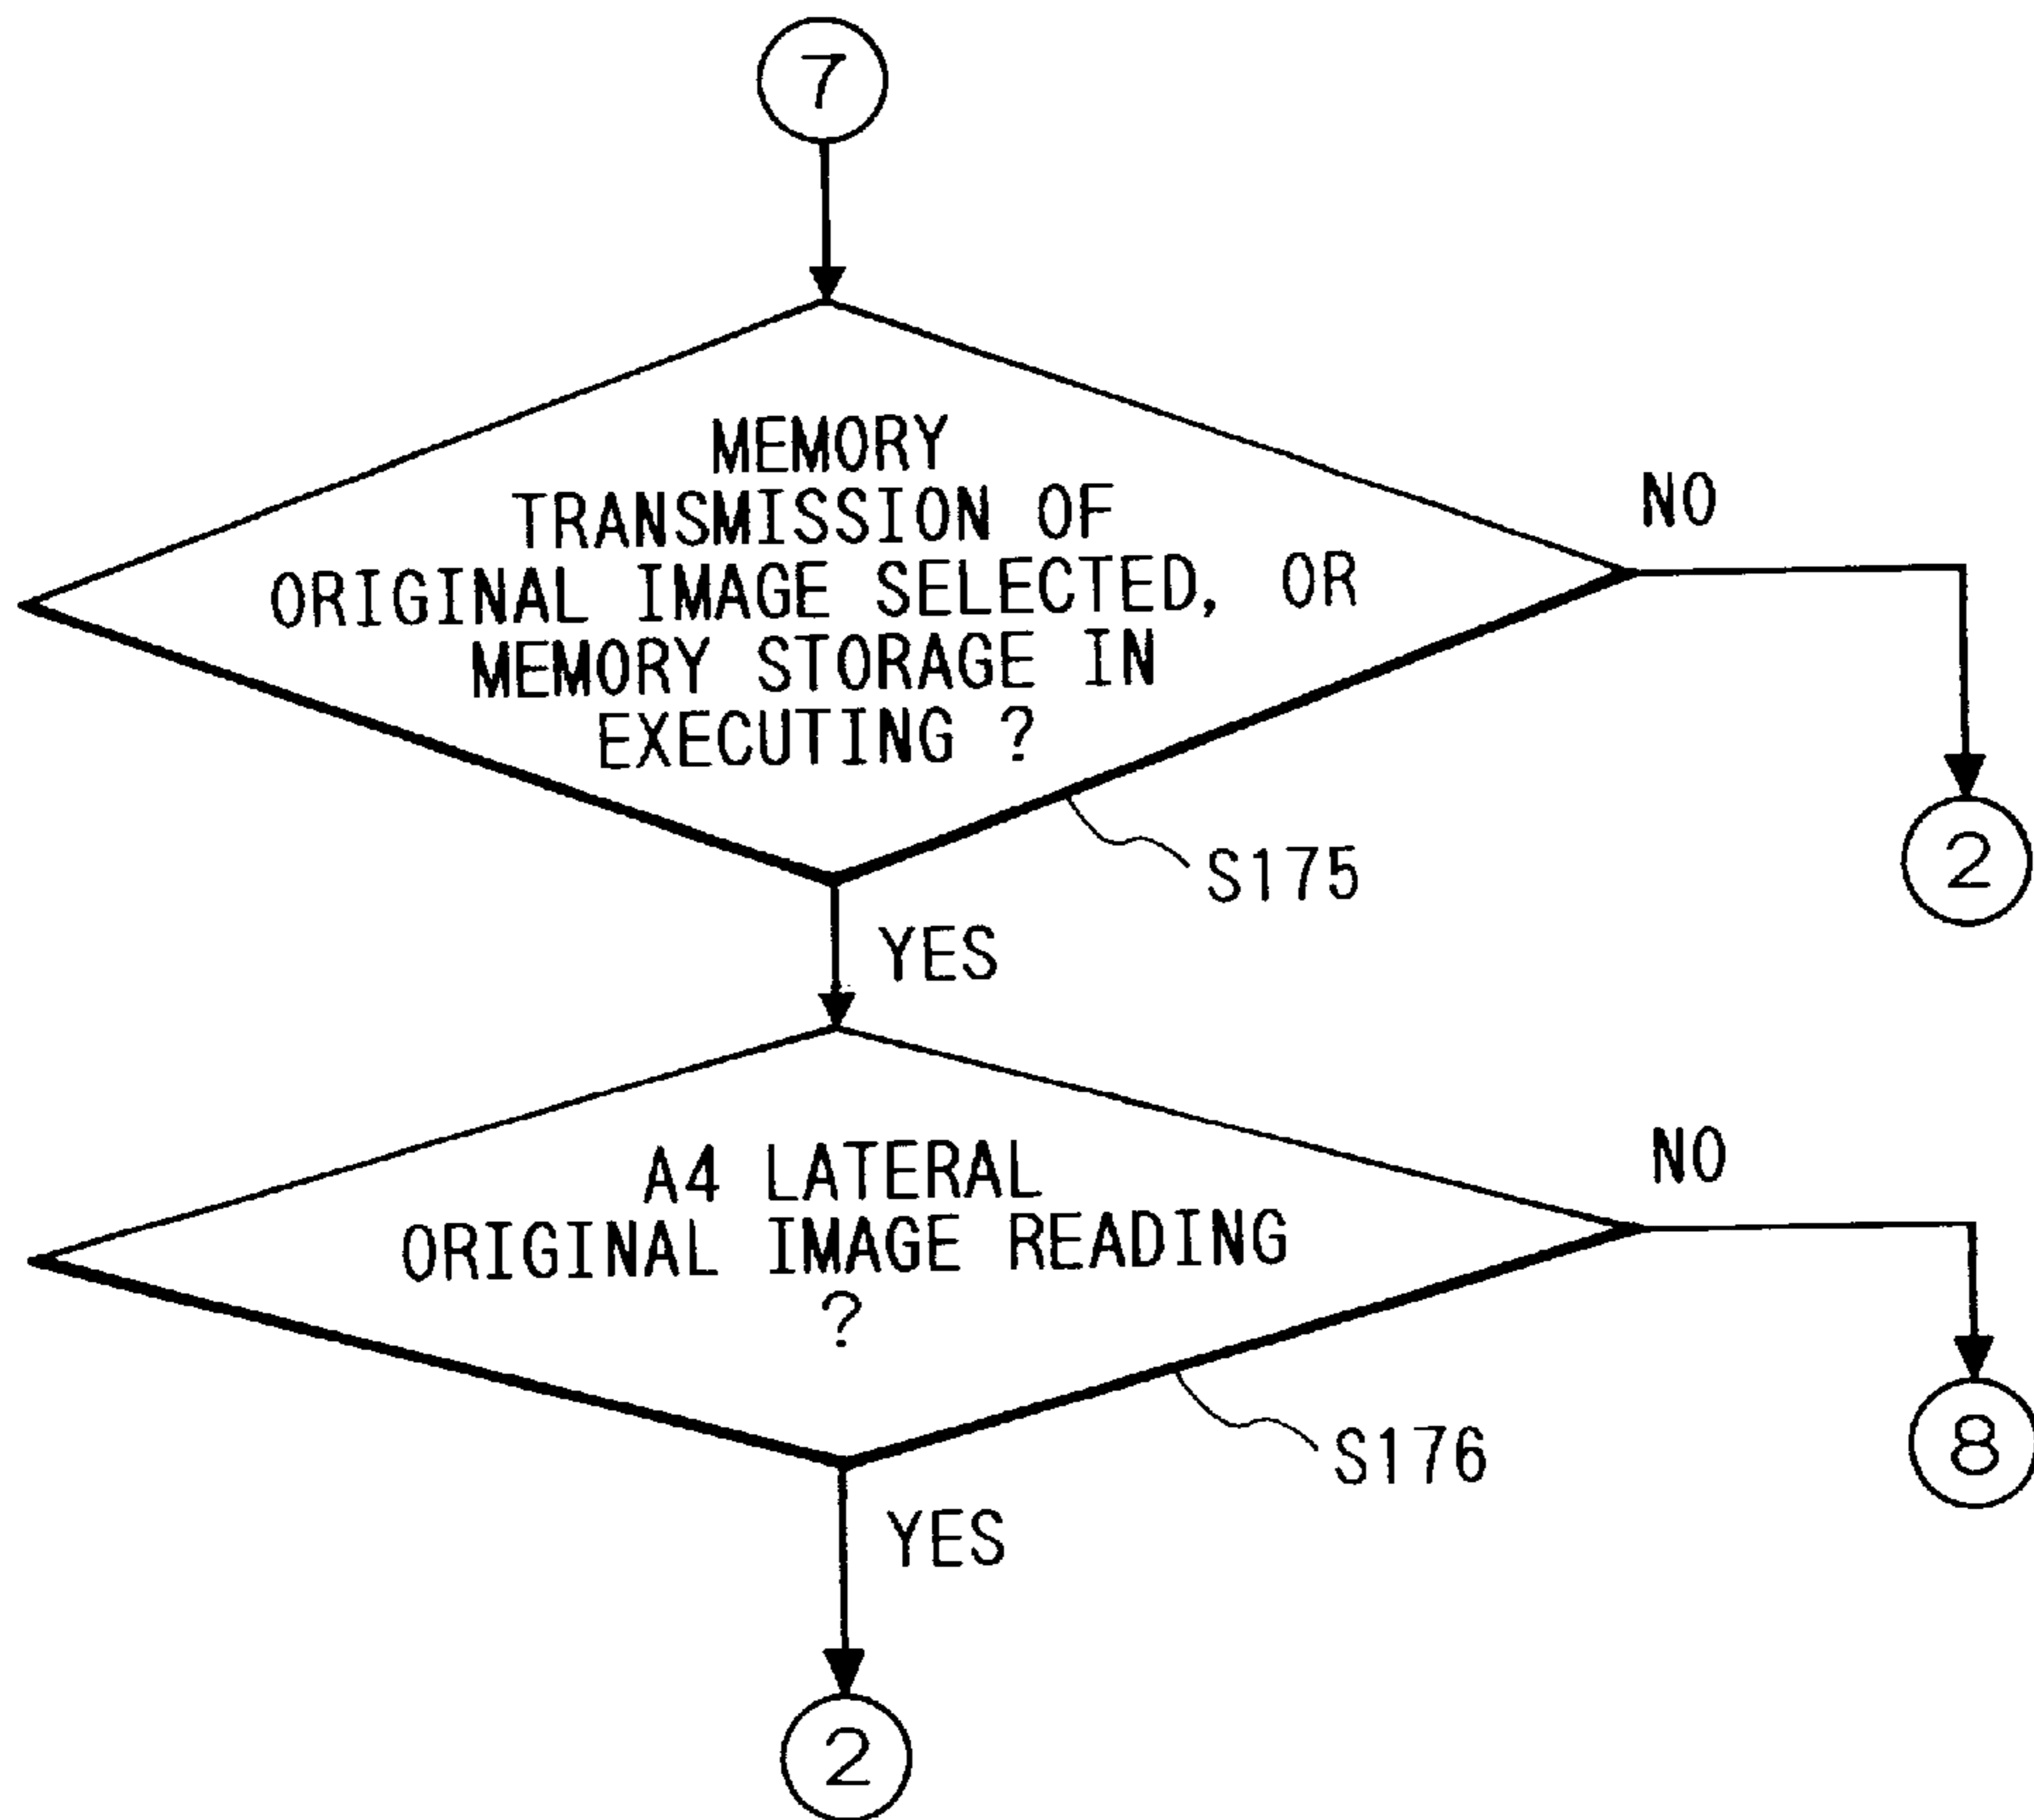 7
MEMORY
TRANSMISSION OF
ORIGINAL IMAGE SELECTED, OR
MEMORY STORAGE IN
EXECUTING ?
NO
S175
2
YES
A4 LATERAL
ORIGINAL IMAGE READING
?
NO
S176
8
YES
2